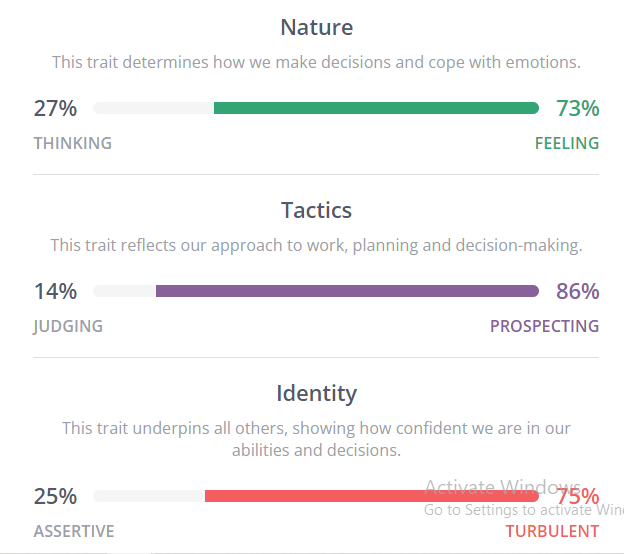 Nature
This trait determines how we make decisions and cope with emotions.
27% 73%
THINKING FEELING
Tactics
This trait reflects our approach to work, planning and decision-making.
14% 86%
JUDGING PROSPECTING
Identity
This trait underpins all others, showing how confident we are in our
abilities and decisions.
Activate Windows
25% 75%
Go to Settings to activate Win
ASSERTIVE TURBULENT